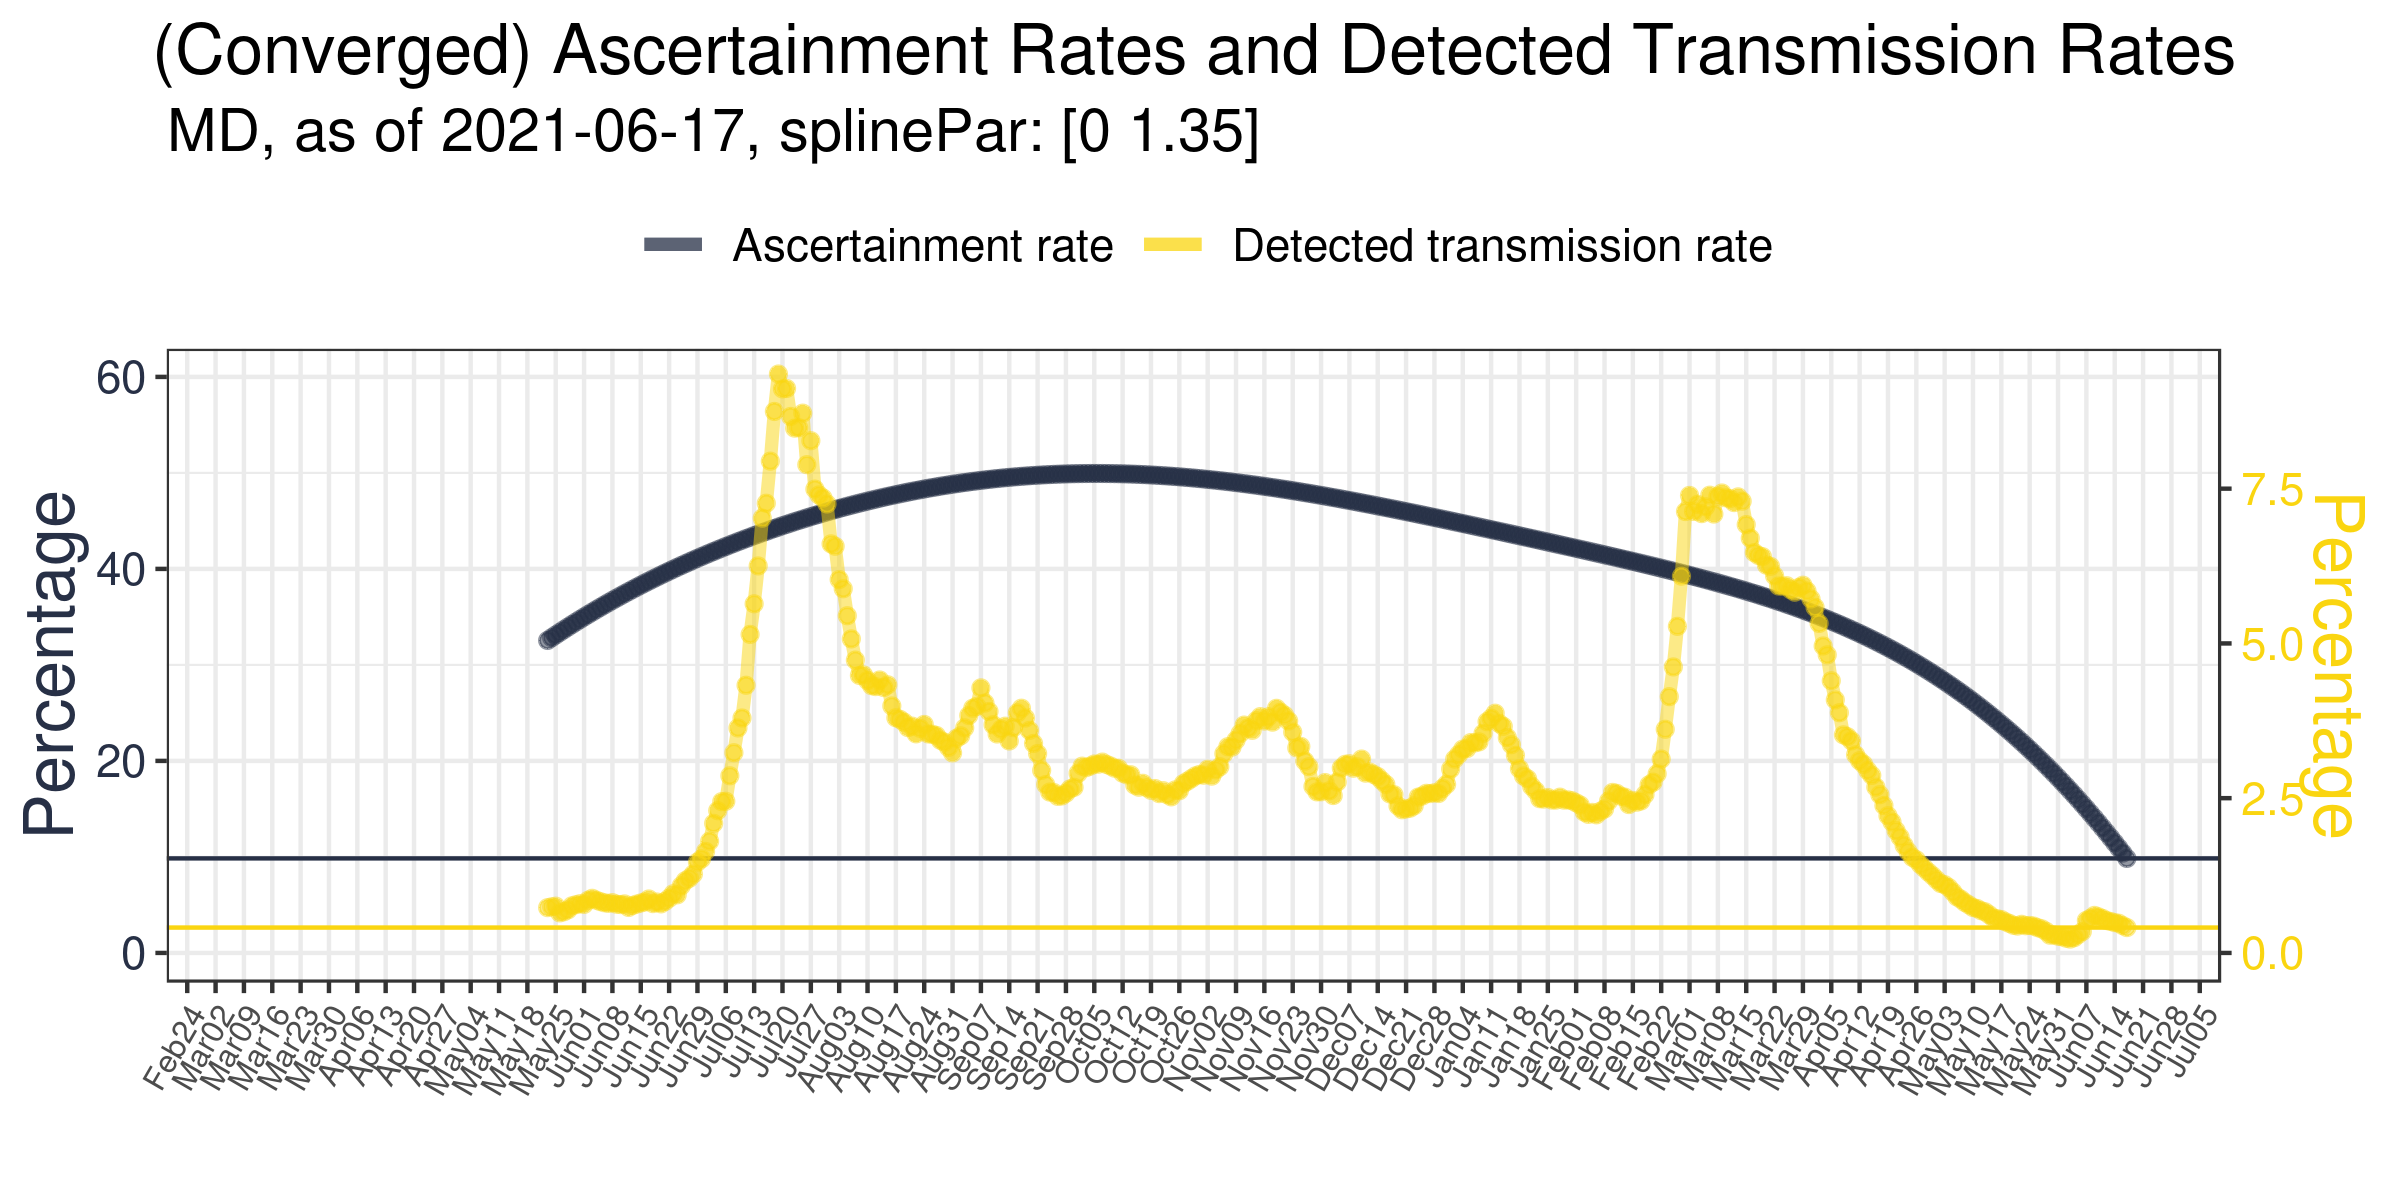 (Converged) Ascertainment Rates and Detected Transmission Rates
MD, as of 2021-06-17, splinePar: [0 1.35]
Ascertainment rate
Detected transmission rate
Percentage
60
40
20
0
7.5
5.0
2.5
0.0
Percentage
Feb24
Mar02
Mar09
Mar16
Mar23
Mar30
Apr06
Apr13
Apr20
Apr27
May04
May11
May18
May25
Jun01
Jun08
Jun15
Jun22
Jun29
Jul06
Jul13
Jul20
Jul27
Aug03
Aug10
Aug17
Aug24
Aug31
Sep07
Sep14
Sep21
Sep28
Oct05
Oct12
Oct19
Oct26
Nov02
Nov09
Nov16
Nov23
Nov30
Dec07
Dec14
Dec21
Dec28
Jan04
Jan11
Jan18
Jan25
Feb01
Feb08
Feb15
Feb22
Mar01
Mar08
Mar15
Mar22
Mar29
Apr05
Apr12
Apr19
Apr26
May03
May10
May17
May24
May31
Jun07
Jun14
Jun21
Jun28
Jul05